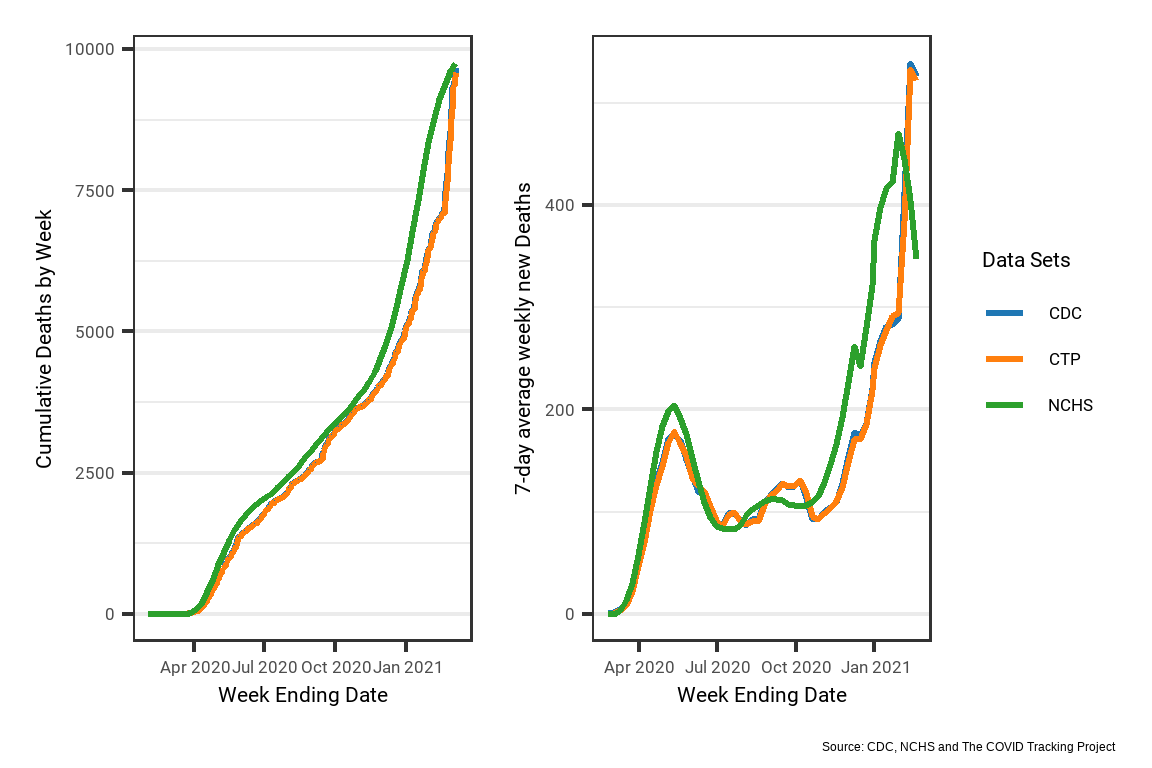 Cumulative Deaths by Week
10000
7500
5000
2500
0
Apr 2020 Jul 2020 Oct 2020 Jan 2021
Week Ending Date
7-day average weekly new Deaths
400
200
0
Apr 2020 Jul 2020 Oct 2020 Jan 2021
Week Ending Date
Data Sets
CDC
CTP
NCHS
Source: CDC, NCHS and The COVID Tracking Project